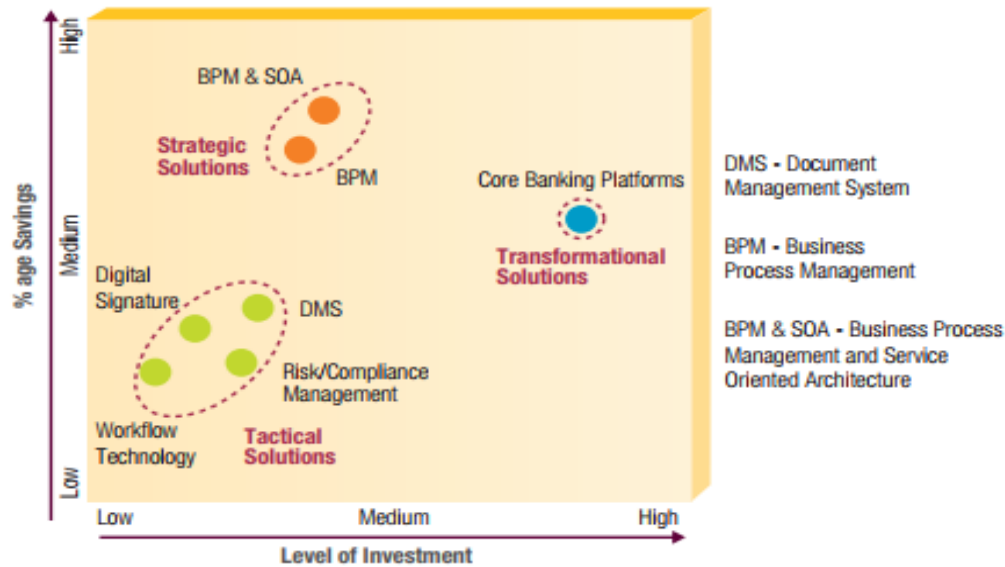 High
BPM & SOA
Strategic
Solutions
BPM
Core Banking Platforms
Transformational
Solutions
Medium
% age Savings
Digital
Signature
DMS
Risk/Compliance
Management
Workflow
Technology
Tactical
Solutions
Low
Low
Medium
High
Level of Investment
DMS - Document
Management System
BPM - Business
Process Management
BPM & SOA - Business Process
Management and Service
Oriented Architecture